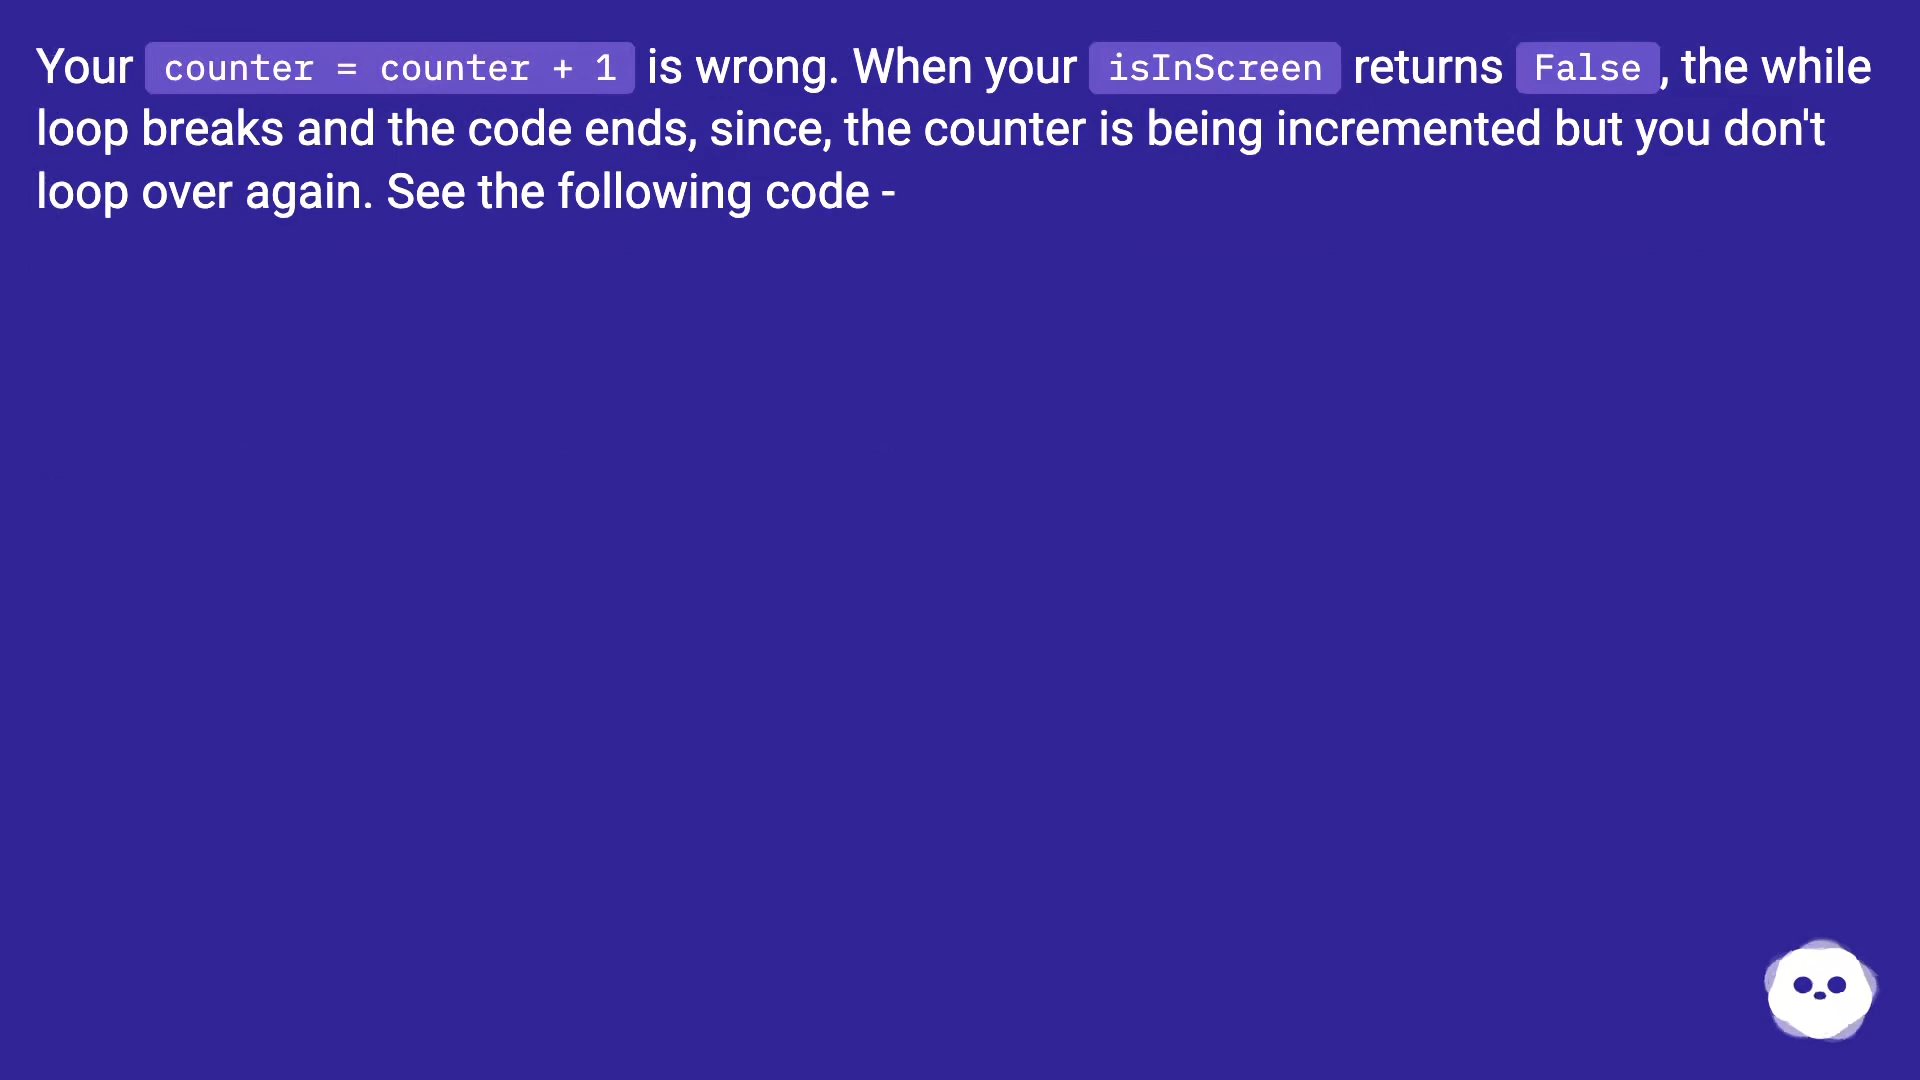 Your counter = counter + 1 is wrong. When your isInScreen returns False, the while
loop breaks and the code ends, since, the counter is being incremented but you don't
loop over again. See the following code -